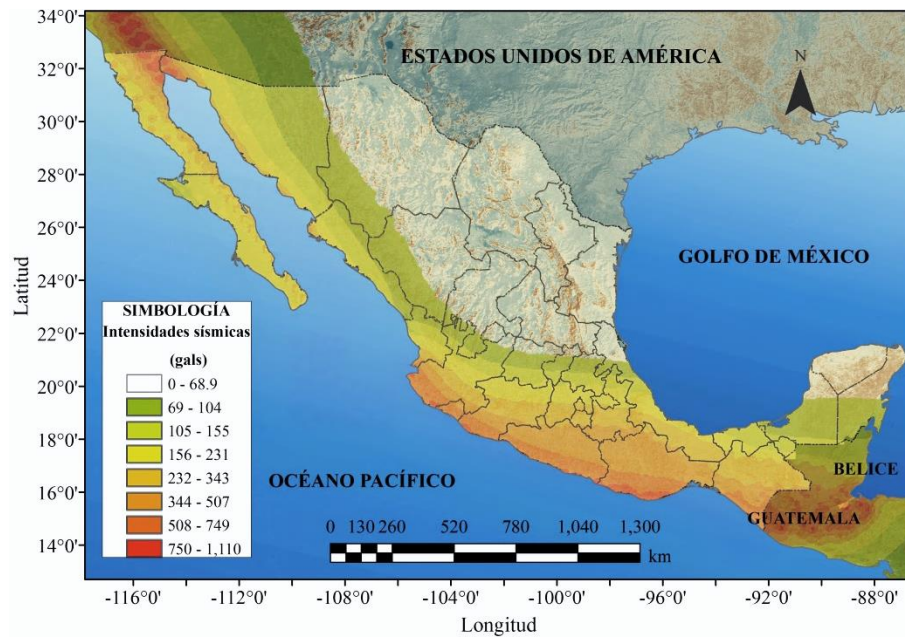 34°0'
32°0'
30°0'
28°0'
26°0'
24°0'
22°0'
20°0'
18°0'
16°0'
14°0'
Latitud
ESTADOS UNIDOS DE AMÉRICA
N
GOLFO DE MÉXICO
SIMBOLOGÍA
Intensidades sísmicas
(gals)
0 - 68.9
69 - 104
105 - 155
156 - 231
232 - 343
344 - 507
508 - 749
750 - 1,110
OCÉANO PACÍFICO
BELICE
GUATEMALA
0 130 260 520 780 1,040 1,300
km
-116°0' -112°0' -108°0' -104°0' -100°0' -96°0' -92°0' -88°0'
Longitud